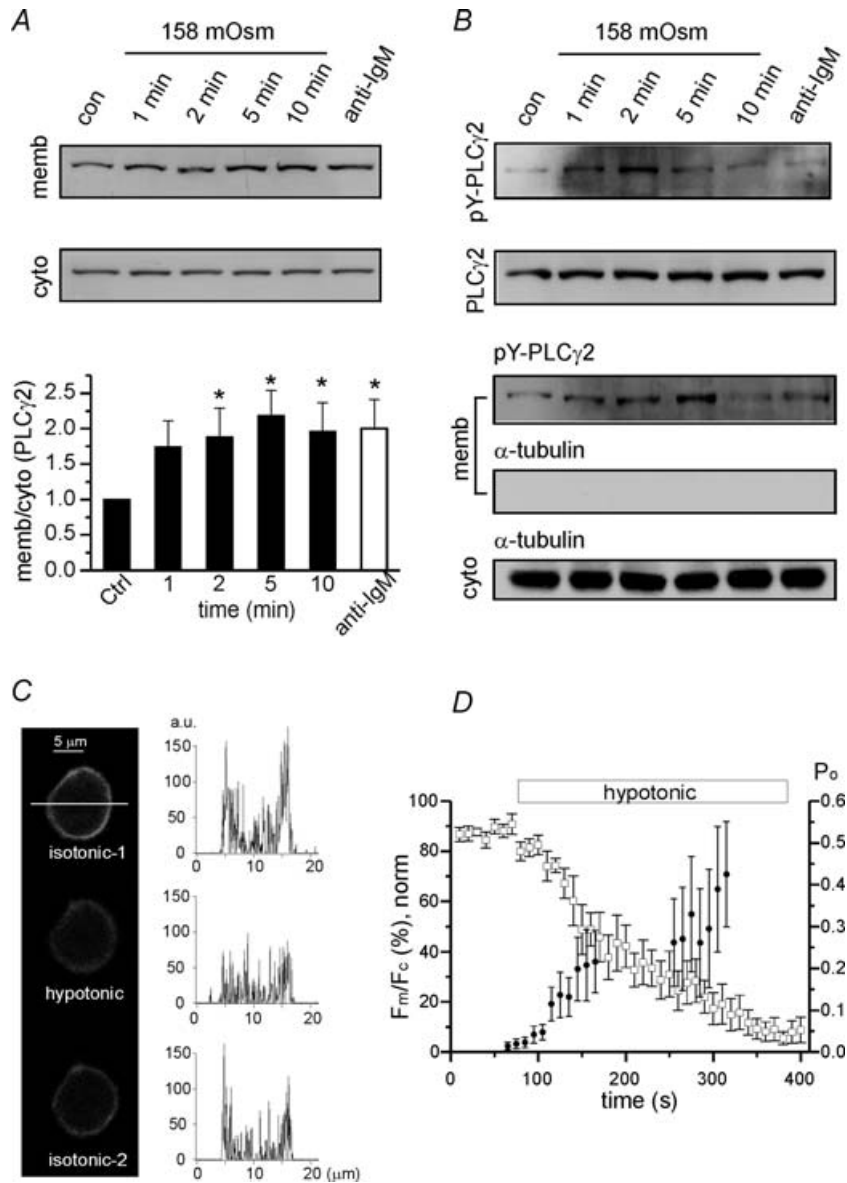 A
158 mOsm
con
1 min
2 min
5 min
10 min
anti-IgM
memb
cyto
memb/cyto (PLCγ2)
2.5
2.0
1.5
1.0
0.5
0.0
*
*
*
*
Ctrl
1
2
5
10
anti-IgM
time (min)
B
158 mOsm
con
1 min
2 min
5 min
10 min
anti-IgM
pY-PLCγ2
PLCγ2
pY-PLCγ2
memb
α-tubulin
α-tubulin
cyto
C
5 μm
isotonic-1
hypotonic
isotonic-2
a.u.
150
100
50
0
0 10 20
150
100
50
0
0 10 20
150
100
50
0
0 10 20 (μm)
D
hypotonic
Fm/Fc (%), norm
100
80
60
40
20
0
Po
0.6
0.5
0.4
0.3
0.2
0.1
0.0
0 100 200 300 400
time (s)